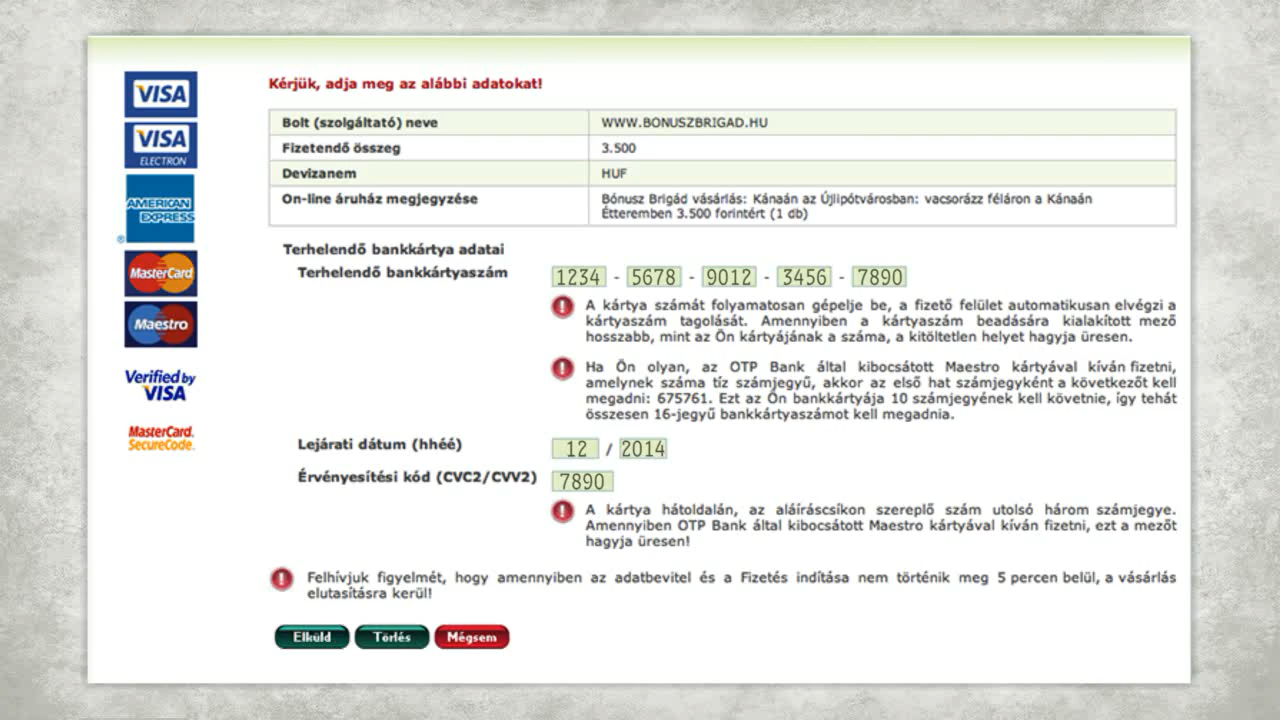 VISA
VISA
ELECTRON
AMERICAN
EXPRESS
®
MasterCard
Maestro
Verified by
VISA
MasterCard.
SecureCode.
Kérjük, adja meg az alábbi adatokat!
Bolt (szolgáltató) neve WWW.BONUSZBRIGAD.HU
Fizetendő összeg 3.500
Devizanem HUF
On-line áruház megjegyzése Bónusz Brigád vásárlás: Kánaán az Újlipótvárosban: vacsorázz féláron a Kánaán
Étteremben 3.500 forintért (1 db)
Terhelendő bankkártya adatai
Terhelendő bankkártyaszám 1234 - 5678 - 9012 - 3456 - 7890
A kártya számát folyamatosan gépelje be, a fizető felület automatikusan elvégzi a
kártyaszám tagolását. Amennyiben a kártyaszám beadására kialakított mező
hosszabb, mint az Ön kártyájának a száma, a kitöltetlen helyet hagyja üresen.
Ha Ön olyan, az OTP Bank által kibocsátott Maestro kártyával kíván fizetni,
amelynek száma tíz számjegyű, akkor az első hat számjegyként a következőt kell
megadni: 675761. Ezt az Ön bankkártyája 10 számjegyének kell követnie, így tehát
összesen 16-jegyű bankkártyaszámot kell megadnia.
Lejárati dátum (hhéé) 12 / 2014
Érvényesítési kód (CVC2/CVV2) 7890
A kártya hátoldalán, az aláíráscsíkon szereplő szám utolsó három számjegye.
Amennyiben OTP Bank által kibocsátott Maestro kártyával kíván fizetni, ezt a mezőt
hagyja üresen!
Felhívjuk figyelmét, hogy amennyiben az adatbevitel és a Fizetés indítása nem történik meg 5 percen belül, a vásárlás
elutasításra kerül!
Elküld Törlés Mégsem